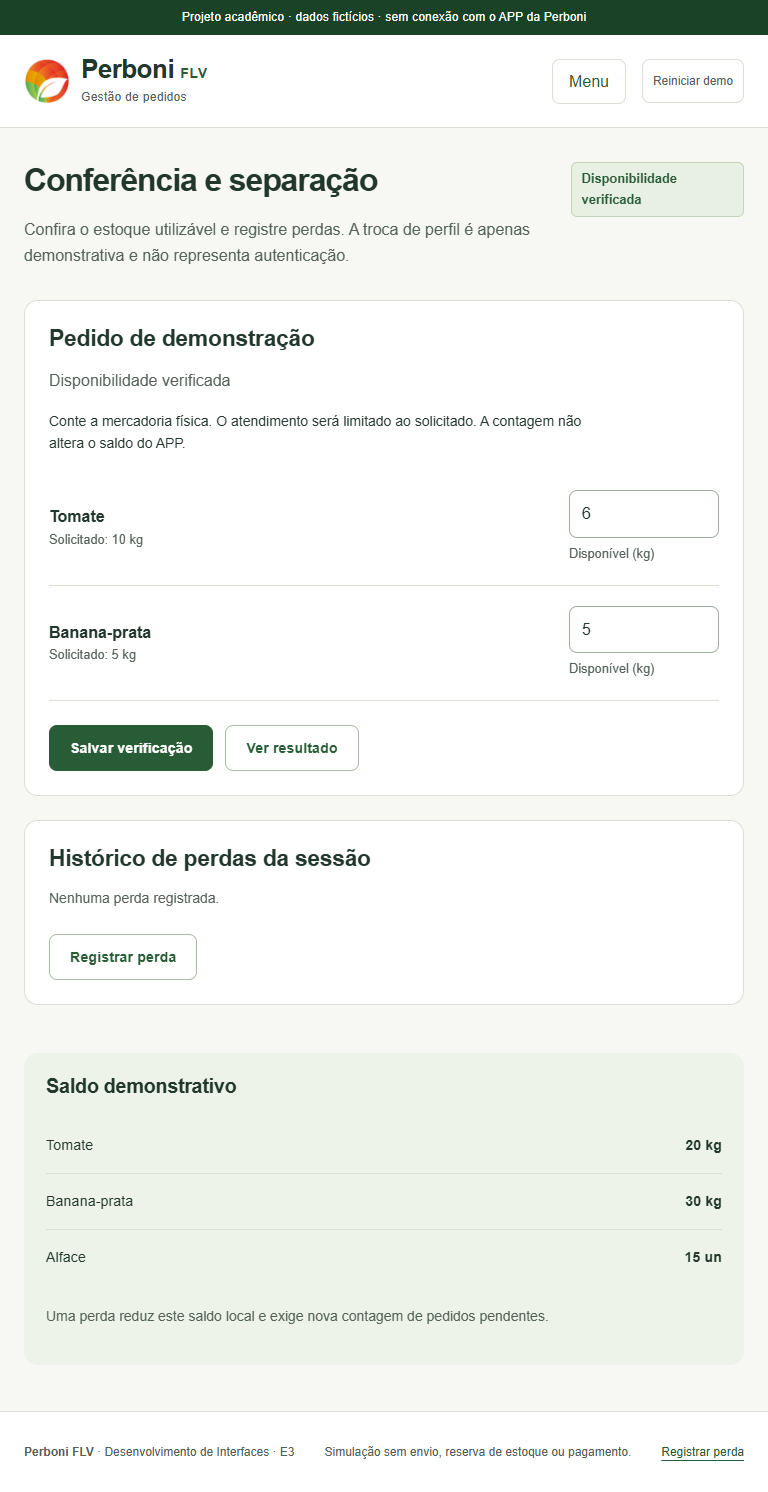 Projeto acadêmico · dados fictícios · sem conexão com o APP da Perboni
Perboni FLV
Gestão de pedidos
Menu
Reiniciar demo
Conferência e separação
Disponibilidade
verificada
Confira o estoque utilizável e registre perdas. A troca de perfil é apenas
demonstrativa e não representa autenticação.
Pedido de demonstração
Disponibilidade verificada
Conte a mercadoria física. O atendimento será limitado ao solicitado. A contagem não
altera o saldo do APP.
Tomate
Solicitado: 10 kg
6
Disponível (kg)
Banana-prata
Solicitado: 5 kg
5
Disponível (kg)
Salvar verificação
Ver resultado
Histórico de perdas da sessão
Nenhuma perda registrada.
Registrar perda
Saldo demonstrativo
Tomate 20 kg
Banana-prata 30 kg
Alface 15 un
Uma perda reduz este saldo local e exige nova contagem de pedidos pendentes.
Perboni FLV · Desenvolvimento de Interfaces · E3
Simulação sem envio, reserva de estoque ou pagamento.
Registrar perda